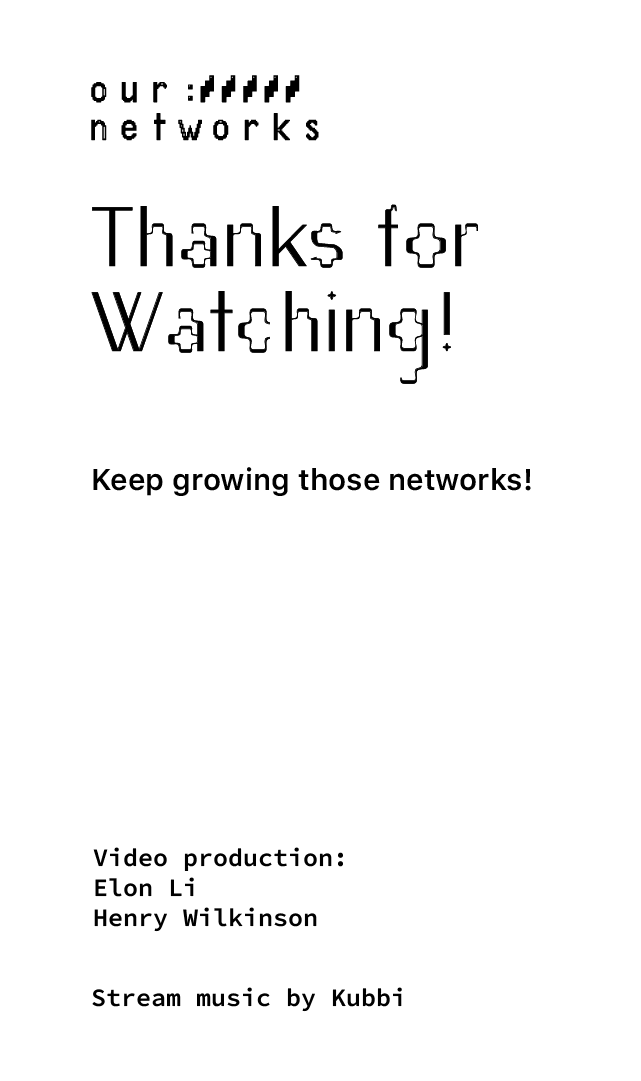 our ://///
networks
Thanks for
Watching!
Keep growing those networks!
Video production:
Elon Li
Henry Wilkinson
Stream music by Kubbi